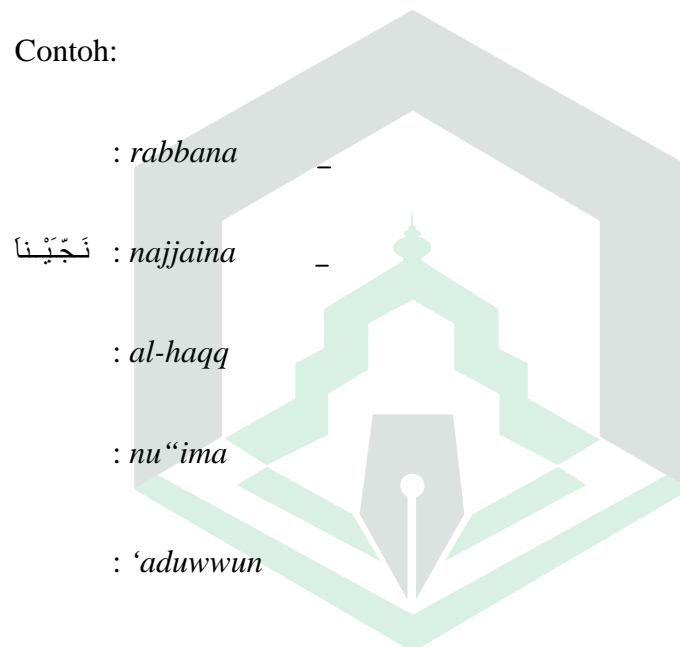 Contoh:
: rabbana _
نَجّيْناَ : najjaina _
: al-haqq
: nu“ima
: ‘aduwwun